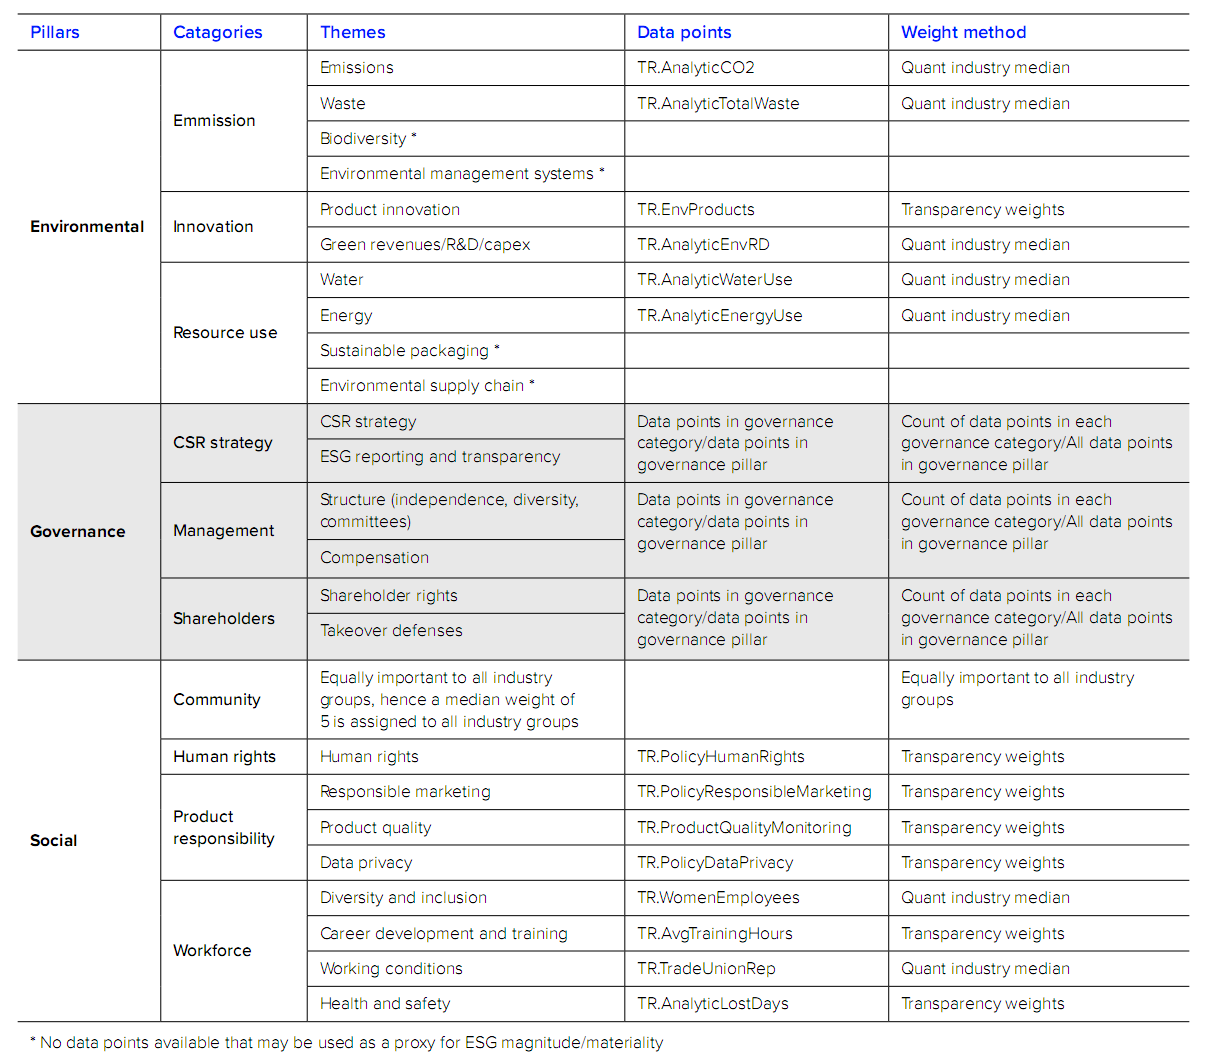 Pillars Catagories Themes Data points Weight method
Emissions TR.AnalyticCO2 Quant industry median
Waste TR.AnalyticTotalWaste Quant industry median
Emmission
Biodiversity *
Environmental management systems *
Product innovation TR.EnvProducts Transparency weights
Environmental Innovation
Green revenues/R&D/capex TR.AnalyticEnvRD Quant industry median
Water TR.AnalyticWaterUse Quant industry median
Energy TR.AnalyticEnergyUse Quant industry median
Resource use
Sustainable packaging *
Environmental supply chain *
CSR strategy Data points in governance Count of data points in each
CSR strategy category/data points in governance category/All data points
ESG reporting and transparency governance pillar in governance pillar
Structure (independence, diversity, Data points in governance Count of data points in each
committees) category/data points in governance category/All data points
Governance Management governance pillar in governance pillar
Compensation
Shareholder rights Data points in governance Count of data points in each
Shareholders category/data points in governance category/All data points
Takeover defenses governance pillar in governance pillar
Equally important to all industry Equally important to all industry
Community groups, hence a median weight of groups
5 is assigned to all industry groups
Human rights Human rights TR.PolicyHumanRights Transparency weights
Responsible marketing TR.PolicyResponsibleMarketing Transparency weights
Product
Product quality TR.ProductQualityMonitoring Transparency weights
Social responsibility
Data privacy TR.PolicyDataPrivacy Transparency weights
Diversity and inclusion TR.WomenEmployees Quant industry median
Career development and training TR.AvgTrainingHours Transparency weights
Workforce
Working conditions TR.TradeUnionRep Quant industry median
Health and safety TR.AnalyticLostDays Transparency weights
* No data points available that may be used as a proxy for ESG magnitude/materiality